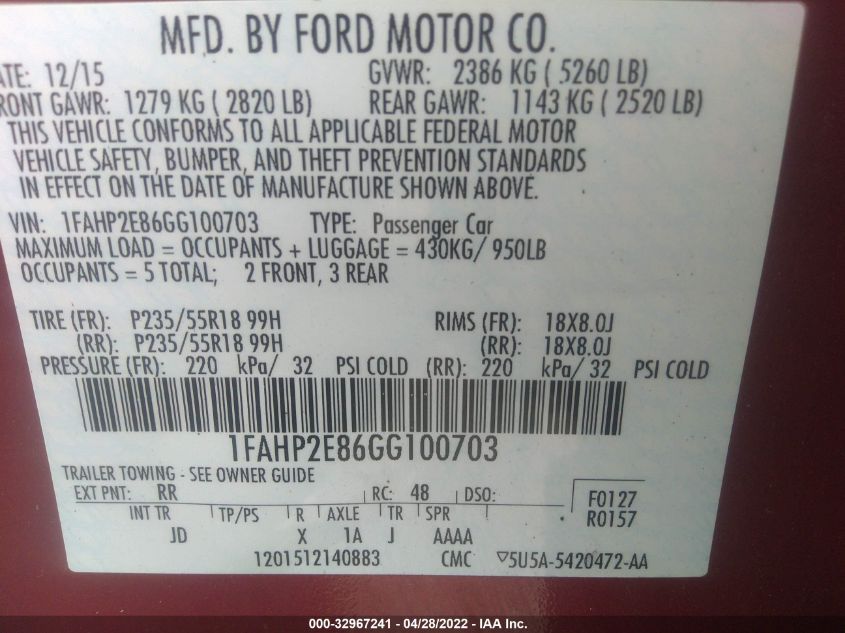 MFD. BY FORD MOTOR CO.
ATE: 12/15 GVWR: 2386 KG ( 5260 LB)
RONT GAWR: 1279 KG ( 2820 LB) REAR GAWR: 1143 KG ( 2520 LB)
THIS VEHICLE CONFORMS TO ALL APPLICABLE FEDERAL MOTOR
VEHICLE SAFETY, BUMPER, AND THEFT PREVENTION STANDARDS
IN EFFECT ON THE DATE OF MANUFACTURE SHOWN ABOVE.
VIN: 1FAHP2E86GG100703 TYPE: Passenger Car
MAXIMUM LOAD = OCCUPANTS + LUGGAGE = 430KG/ 950LB
OCCUPANTS = 5 TOTAL; 2 FRONT, 3 REAR
TIRE (FR): P235/55R18 99H RIMS (FR): 18X8.0J
(RR): P235/55R18 99H (RR): 18X8.0J
PRESSURE (FR): 220 kPa/ 32 PSI COLD (RR): 220 kPa/ 32 PSI COLD
1FAHP2E86GG100703
TRAILER TOWING - SEE OWNER GUIDE
EXT PNT: RR RC: 48 DSO: F0127
INT TR TP/PS R AXLE TR SPR R0157
JD X 1A J AAAA
1201512140883 CMC ▽5U5A-5420472-AA
000-32967241 - 04/28/2022 - IAA Inc.